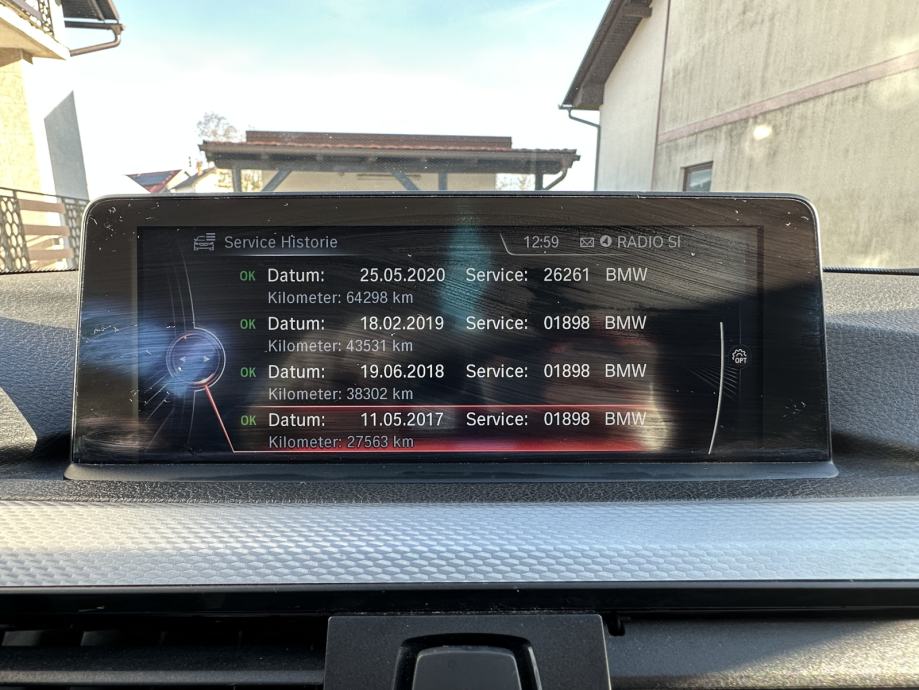 Service Historie 12:59 RADIO SI
OK Datum: 25.05.2020 Service: 26261 BMW
Kilometer: 64298 km
OK Datum: 18.02.2019 Service: 01898 BMW
Kilometer: 43531 km
OPT
OK Datum: 19.06.2018 Service: 01898 BMW
Kilometer: 38302 km
OK Datum: 11.05.2017 Service: 01898 BMW
Kilometer: 27563 km